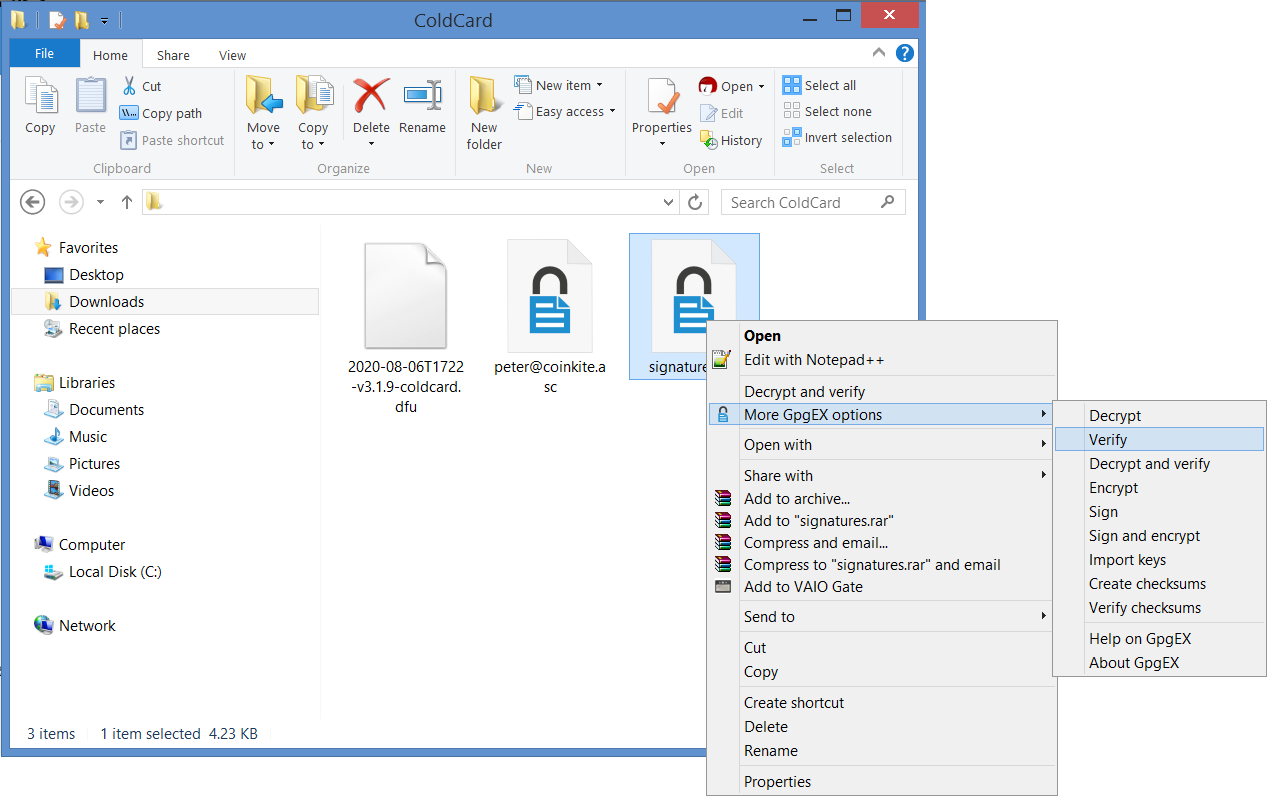 ColdCard
File Home Share View
Copy
Paste
Cut
Copy path
Paste shortcut
Clipboard
Move
to
Copy
to
Delete
Rename
Organize
New
folder
New item
Easy access
New
Properties
Open
Edit
History
Open
Select all
Select none
Invert selection
Select
Search ColdCard
Favorites
Desktop
Downloads
Recent places
Libraries
Documents
Music
Pictures
Videos
Computer
Local Disk (C:)
Network
2020-08-06T1722
-v3.1.9-coldcard.
dfu
peter@coinkite.a
sc
signature
Open
Edit with Notepad++
Decrypt and verify
More GpgEX options
Open with
Share with
Add to archive...
Add to "signatures.rar"
Compress and email...
Compress to "signatures.rar" and email
Add to VAIO Gate
Send to
Cut
Copy
Create shortcut
Delete
Rename
Properties
Decrypt
Verify
Decrypt and verify
Encrypt
Sign
Sign and encrypt
Import keys
Create checksums
Verify checksums
Help on GpgEX
About GpgEX
3 items 1 item selected 4.23 KB